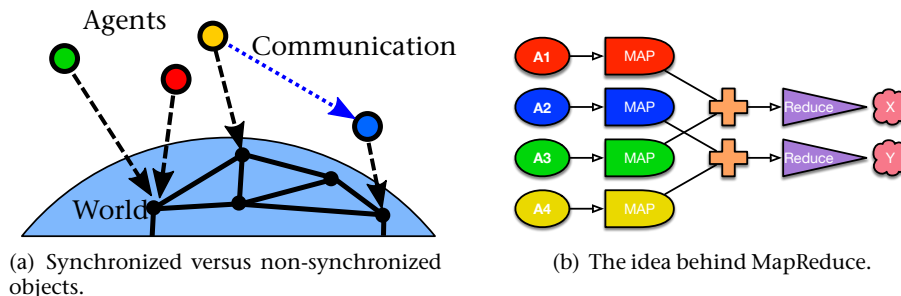 Agents
Communication
World
(a) Synchronized versus non-synchronized
objects.
A1 MAP
A2 MAP Reduce X
A3 MAP Reduce Y
A4 MAP
(b) The idea behind MapReduce.